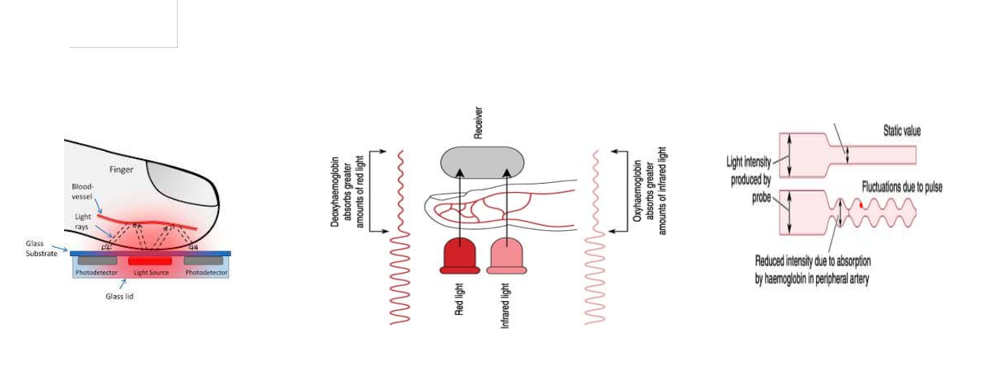 Finger
Blood-
vessel
Light
rays
Glass
Substrate
Photodetector
Light Source
Photodetector
Glass lid
Deoxyhaemoglobin
absorbs greater
amounts of red light
Receiver
Red light
Infrared light
Oxyhaemoglobin
absorbs greater
amounts of infrared light
Static value
Light intensity
produced by
probe
Fluctuations due to pulse
Reduced intensity due to absorption
by haemoglobin in peripheral artery